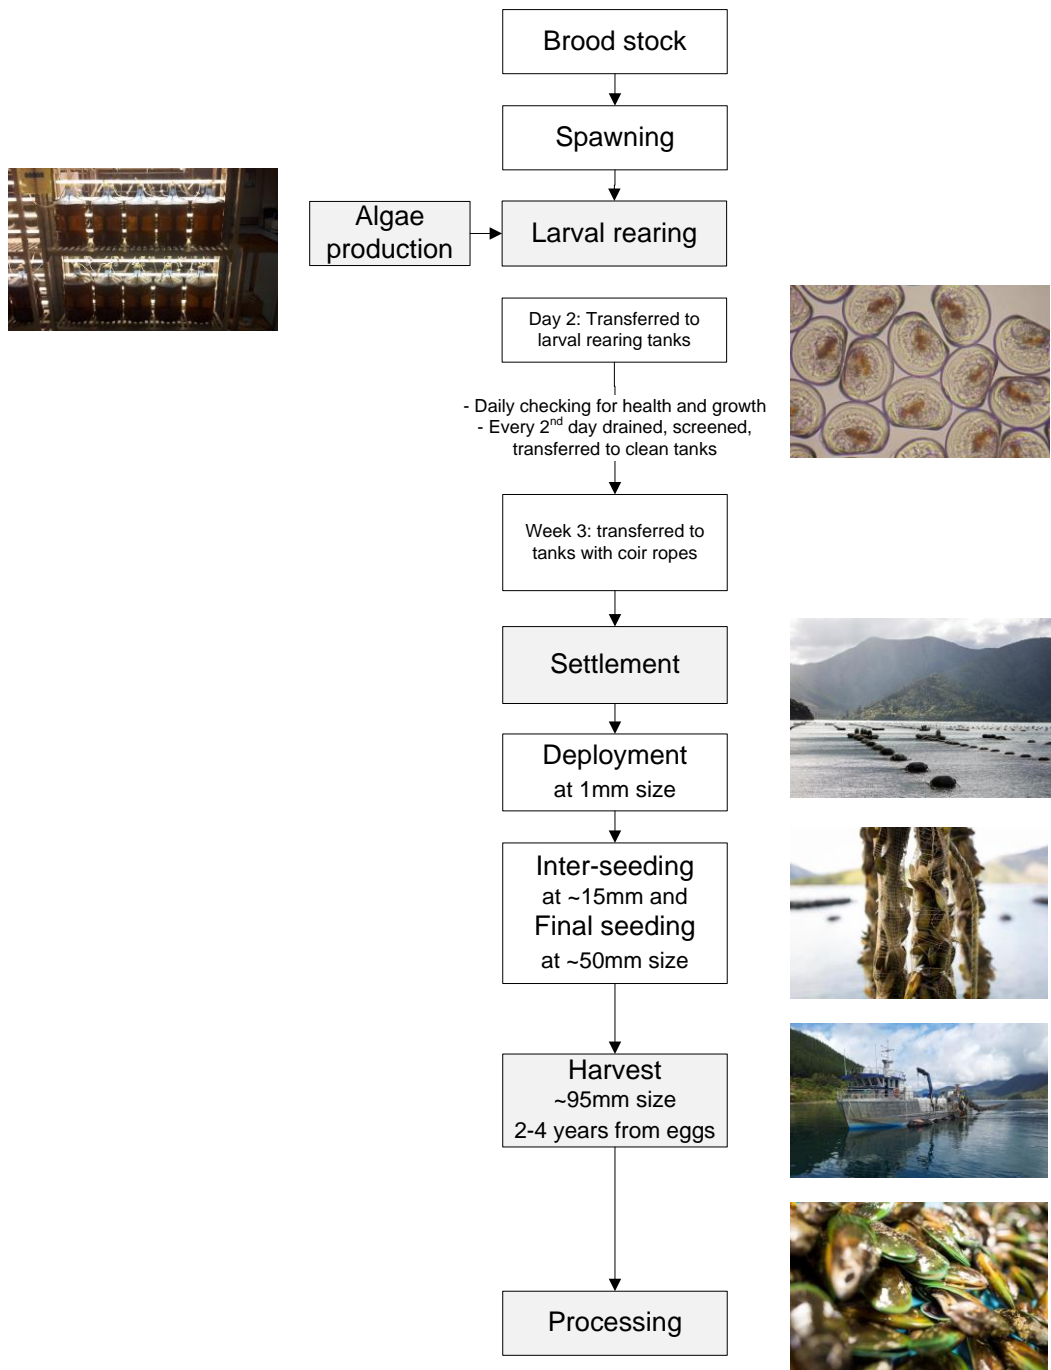 Brood stock
Spawning
Algae
production
Larval rearing
Day 2: Transferred to
larval rearing tanks
- Daily checking for health and growth
- Every 2nd day drained, screened,
transferred to clean tanks
Week 3: transferred to
tanks with coir ropes
Settlement
Deployment
at 1mm size
Inter-seeding
at ~15mm and
Final seeding
at ~50mm size
Harvest
~95mm size
2-4 years from eggs
Processing